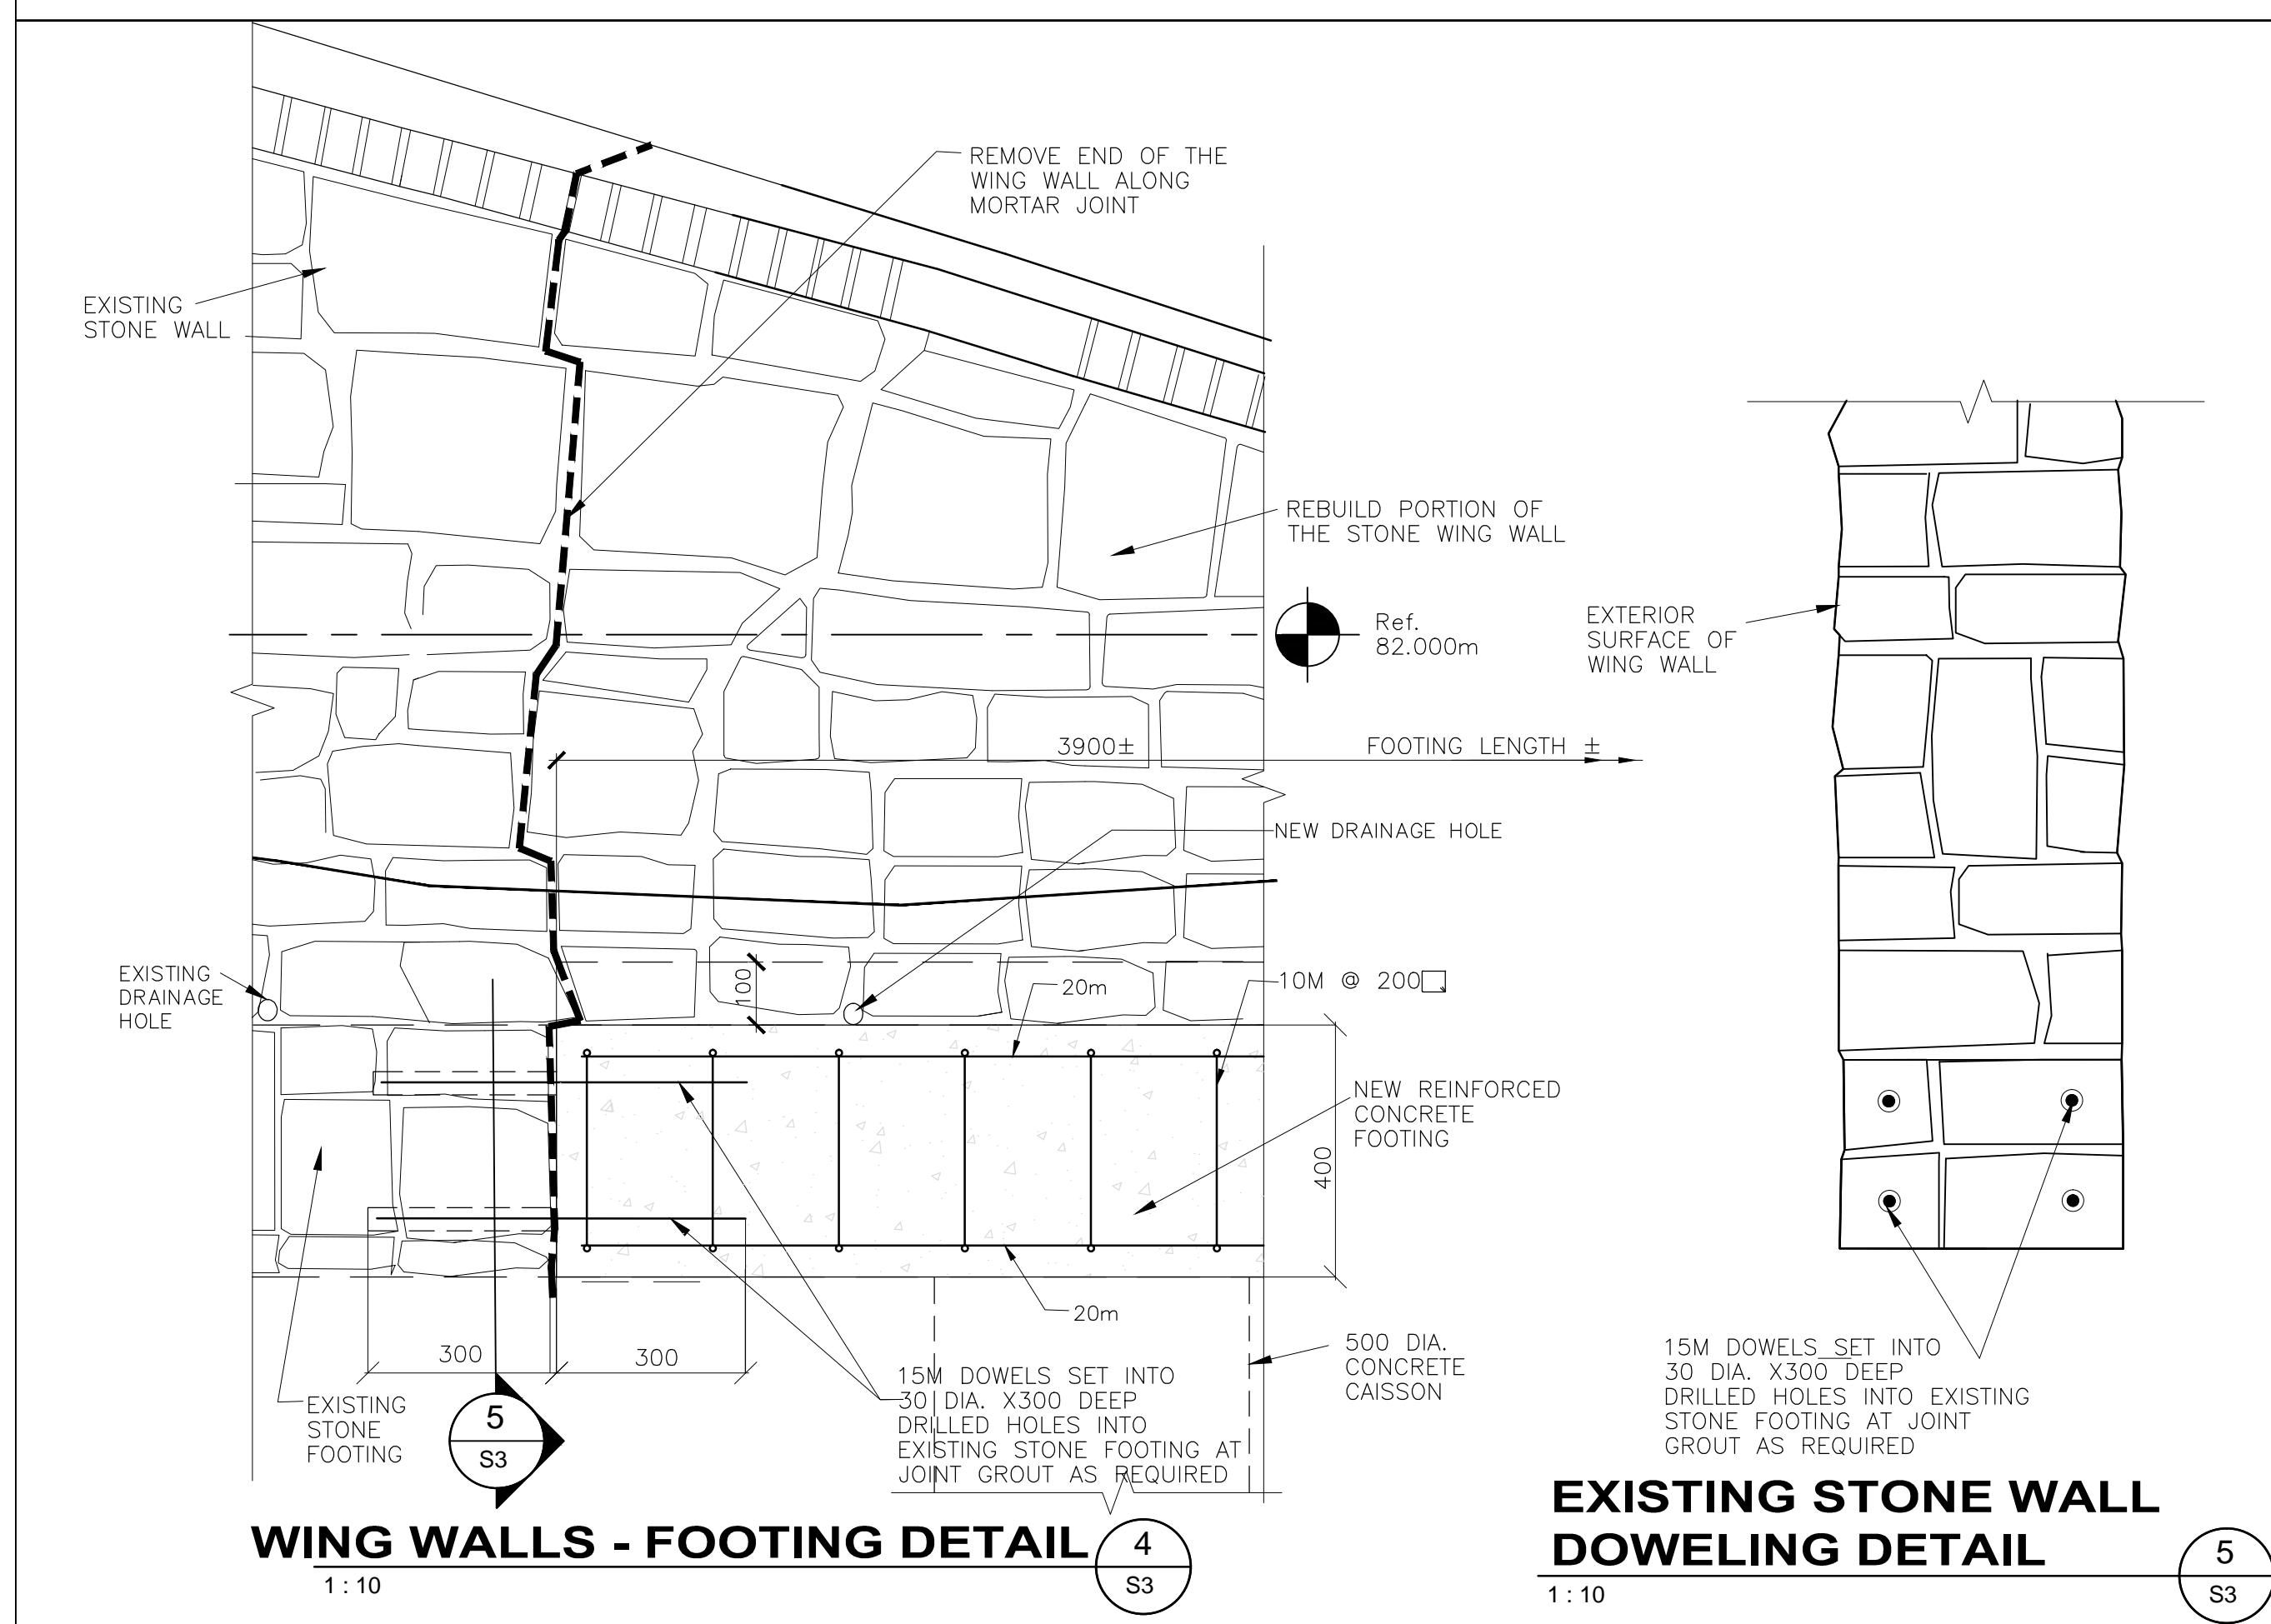 REMOVE END OF THE
WING WALL ALONG
MORTAR JOINT
EXISTING
STONE WALL
REBUILD PORTION OF
THE STONE WING WALL
Ref.
82.000m
EXTERIOR
SURFACE OF
WING WALL
3900±
FOOTING LENGTH ±
NEW DRAINAGE HOLE
EXISTING
DRAINAGE
HOLE
100
20m
10M @ 200
NEW REINFORCED
CONCRETE
FOOTING
400
20m
300
300
500 DIA.
CONCRETE
CAISSON
15M DOWELS SET INTO
30 DIA. X300 DEEP
DRILLED HOLES INTO
EXISTING STONE FOOTING AT
JOINT GROUT AS REQUIRED
EXISTING
STONE
FOOTING
5
S3
15M DOWELS SET INTO
30 DIA. X300 DEEP
DRILLED HOLES INTO EXISTING
STONE FOOTING AT JOINT
GROUT AS REQUIRED
WING WALLS - FOOTING DETAIL
1 : 10
4
S3
EXISTING STONE WALL
DOWELING DETAIL
1 : 10
5
S3